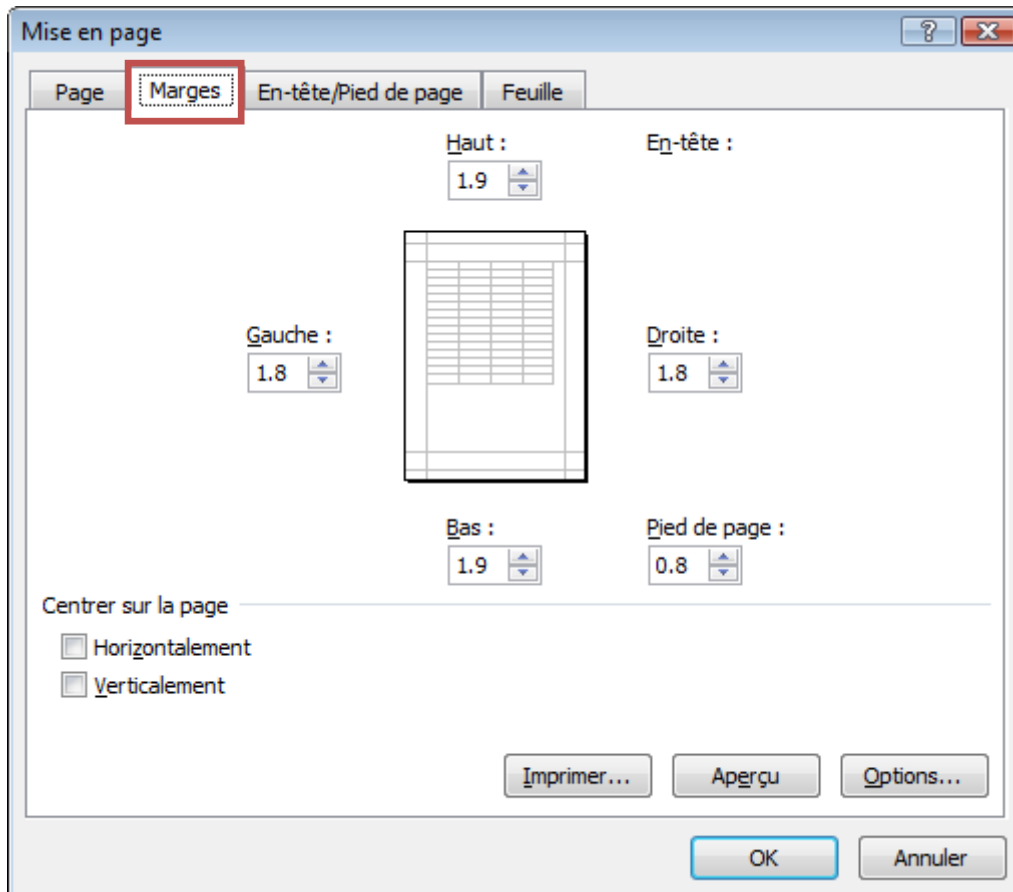 Mise en page
Page Marges En-tête/Pied de page Feuille
Haut : En-tête :
1.9
Gauche : Droite :
1.8 1.8
Bas : Pied de page :
1.9 0.8
Centrer sur la page
Horizontalement
Verticalement
Imprimer... Aperçu Options...
OK Annuler